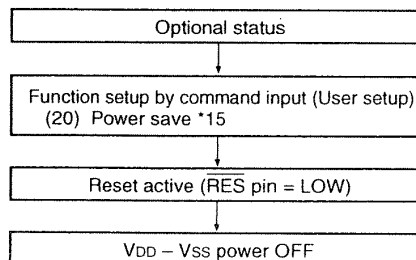 Optional status
Function setup by command input (User setup)
(20) Power save *15
Reset active (RES pin = LOW)
VDD – VSS power OFF